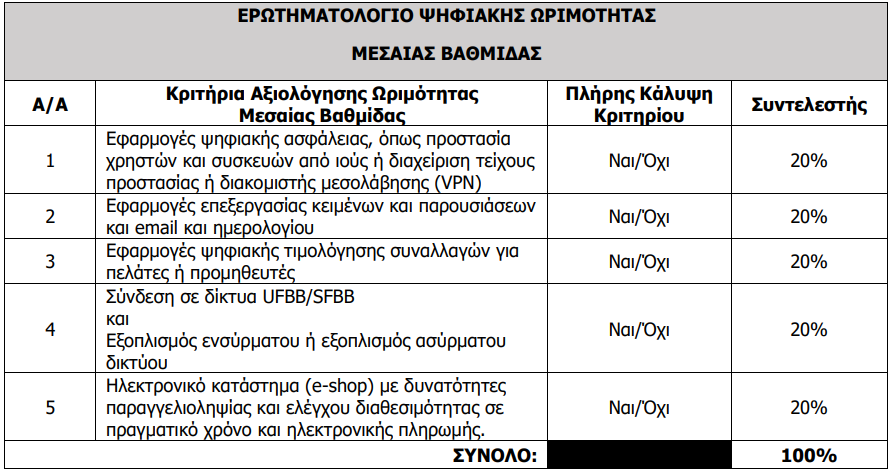 ΕΡΩΤΗΜΑΤΟΛΟΓΙΟ ΨΗΦΙΑΚΗΣ ΩΡΙΜΟΤΗΤΑΣ
ΜΕΣΑΙΑΣ ΒΑΘΜΙΔΑΣ
Α/Α
Κριτήρια Αξιολόγησης Ωριμότητας
Μεσαίας Βαθμίδας
Πλήρης Κάλυψη
Κριτηρίου
Συντελεστής
1
Εφαρμογές ψηφιακής ασφάλειας, όπως προστασία
χρηστών και συσκευών από ιούς ή διαχείριση τείχους
προστασίας ή διακομιστής μεσολάβησης (VPN)
Ναι/Όχι
20%
2
Εφαρμογές επεξεργασίας κειμένων και παρουσιάσεων
και email και ημερολογίου
Ναι/Όχι
20%
3
Εφαρμογές ψηφιακής τιμολόγησης συναλλαγών για
πελάτες ή προμηθευτές
Ναι/Όχι
20%
4
Σύνδεση σε δίκτυα UFBB/SFBB
και
Εξοπλισμός ενσύρματου ή εξοπλισμός ασύρματου
δικτύου
Ναι/Όχι
20%
5
Ηλεκτρονικό κατάστημα (e-shop) με δυνατότητες
παραγγελιοληψίας και ελέγχου διαθεσιμότητας σε
πραγματικό χρόνο και ηλεκτρονικής πληρωμής.
Ναι/Όχι
20%
ΣΥΝΟΛΟ:
100%